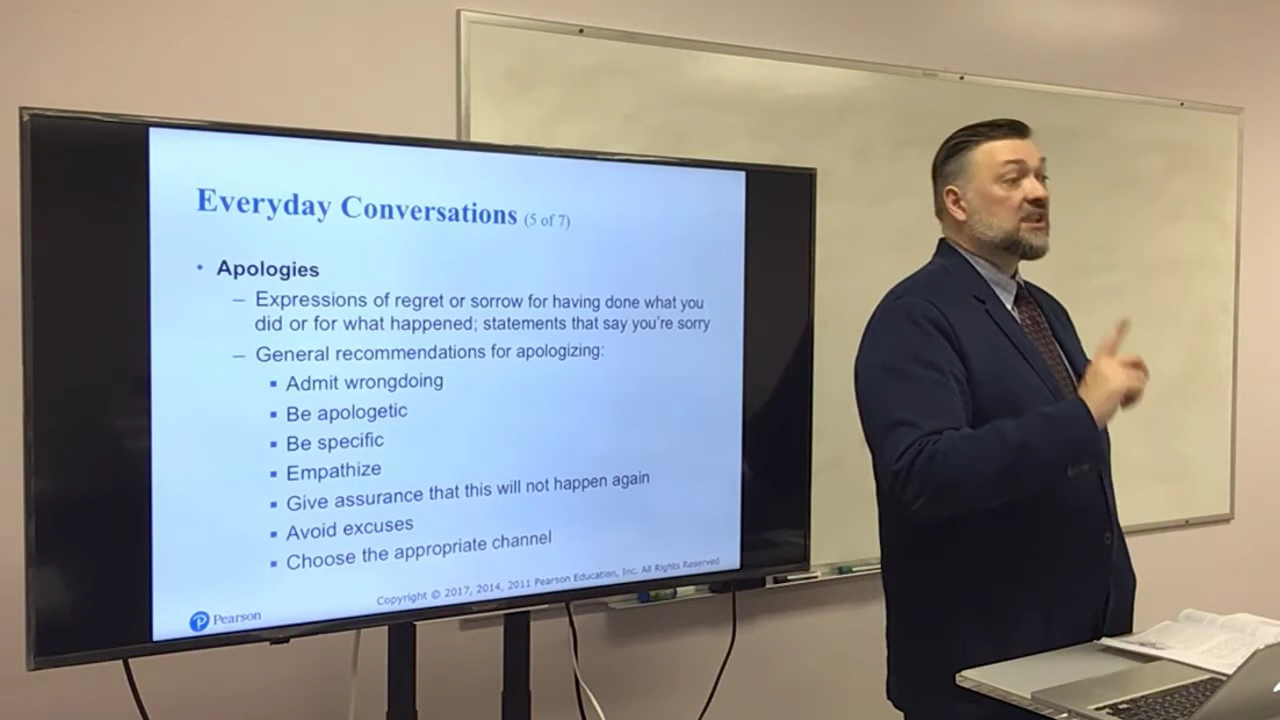 Everyday Conversations (5 of 7)
• Apologies
– Expressions of regret or sorrow for having done what you
did or for what happened; statements that say you're sorry
– General recommendations for apologizing:
▪ Admit wrongdoing
▪ Be apologetic
▪ Be specific
▪ Empathize
▪ Give assurance that this will not happen again
▪ Avoid excuses
▪ Choose the appropriate channel
Copyright © 2017, 2014, 2011 Pearson Education, Inc. All Rights Reserved
P Pearson